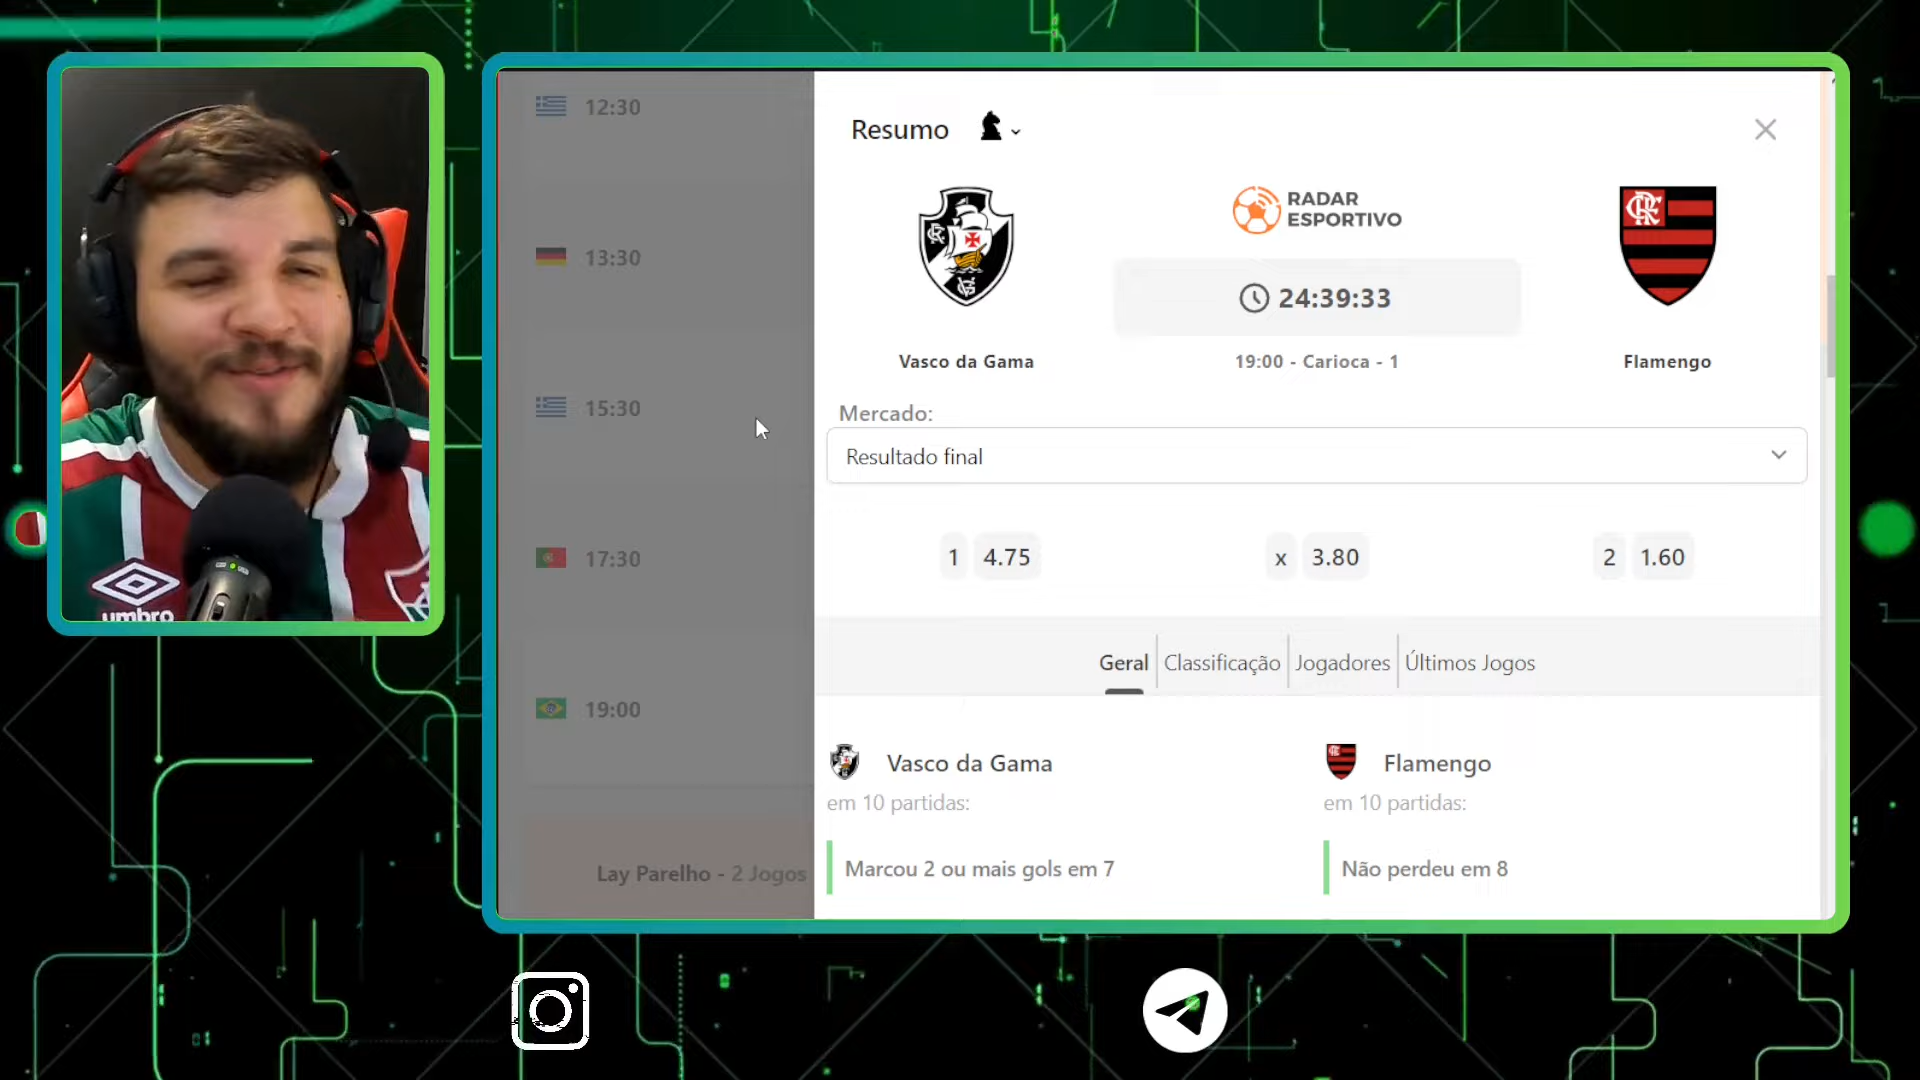 12:30
13:30
15:30
17:30
19:00
Lay Parelho - 2 Jogos
Resumo
RADAR
ESPORTIVO
24:39:33
Vasco da Gama
19:00 - Carioca - 1
Flamengo
Mercado:
Resultado final
1 4.75
x 3.80
2 1.60
Geral
Classificação
Jogadores
Últimos Jogos
Vasco da Gama
em 10 partidas:
Marcou 2 ou mais gols em 7
Flamengo
em 10 partidas:
Não perdeu em 8
umbro